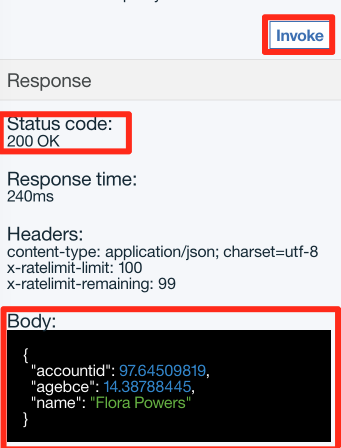 Invoke
Response
Status code:
200 OK
Response time:
240ms
Headers:
content-type: application/json; charset=utf-8
x-ratelimit-limit: 100
x-ratelimit-remaining: 99
Body:
{
"accountid": 97.64509819,
"agebce": 14.38788445,
"name": "Flora Powers"
}